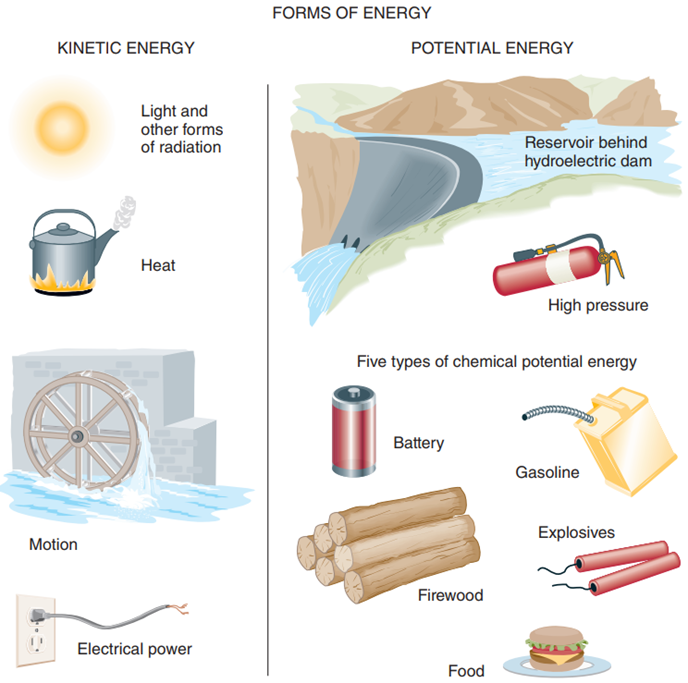 FORMS OF ENERGY
KINETIC ENERGY
Light and
other forms
of radiation
Heat
Motion
Electrical power
POTENTIAL ENERGY
Reservoir behind
hydroelectric dam
High pressure
Five types of chemical potential energy
Battery
Gasoline
Explosives
Firewood
Food